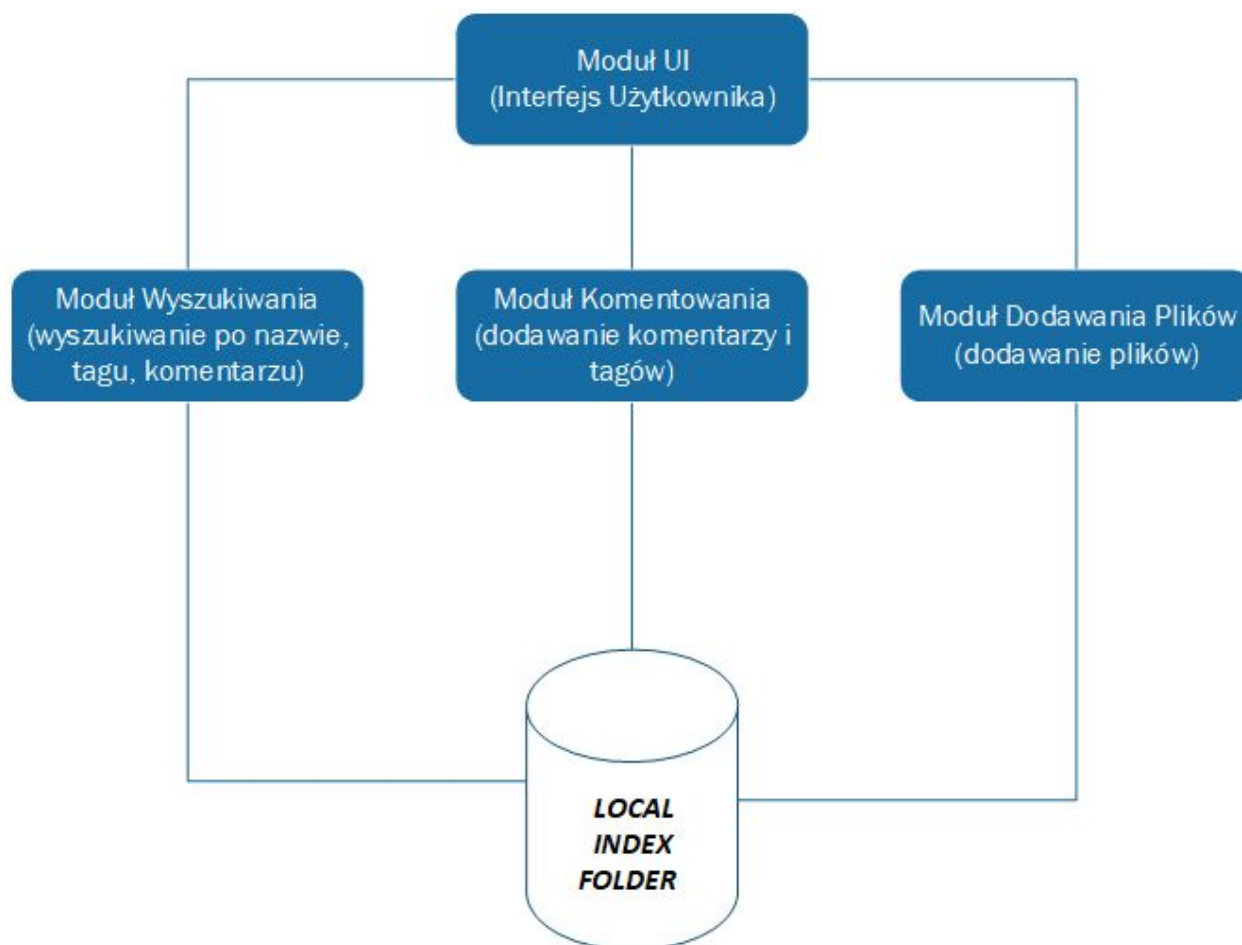 Moduł UI
(Interfejs Użytkownika)
Moduł Wyszukiwania
(wyszukiwanie po nazwie,
tagu, komentarzu)
Moduł Komentowania
(dodawanie komentarzy i
tagów)
Moduł Dodawania Plików
(dodawanie plików)
LOCAL
INDEX
FOLDER